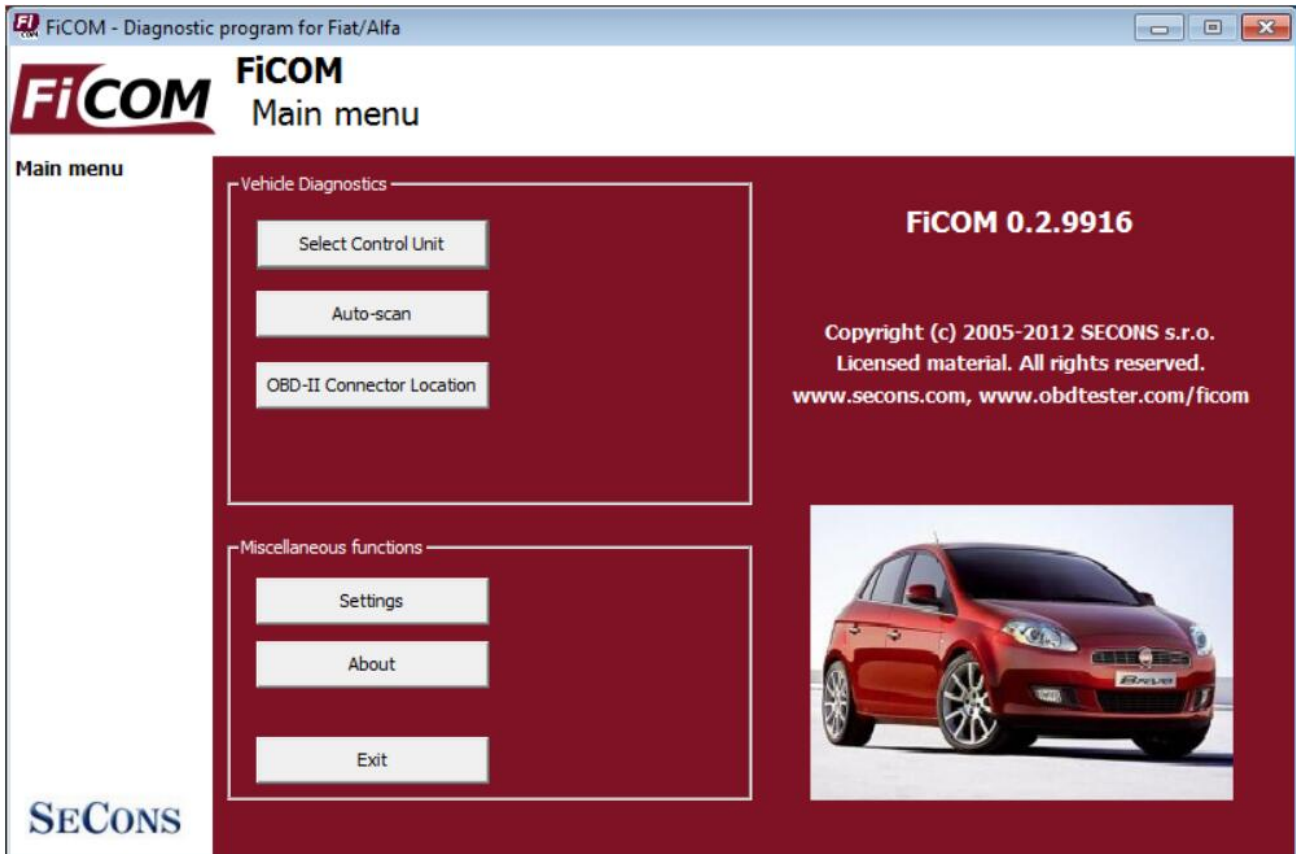 FiCOM - Diagnostic program for Fiat/Alfa
FiCOM
FiCOM
Main menu
Main menu
Vehicle Diagnostics
Select Control Unit
Auto-scan
OBD-II Connector Location
Miscellaneous functions
Settings
About
Exit
FiCOM 0.2.9916
Copyright (c) 2005-2012 SECONS s.r.o.
Licensed material. All rights reserved.
www.secons.com, www.obdtester.com/ficom
Bravo
SECONS